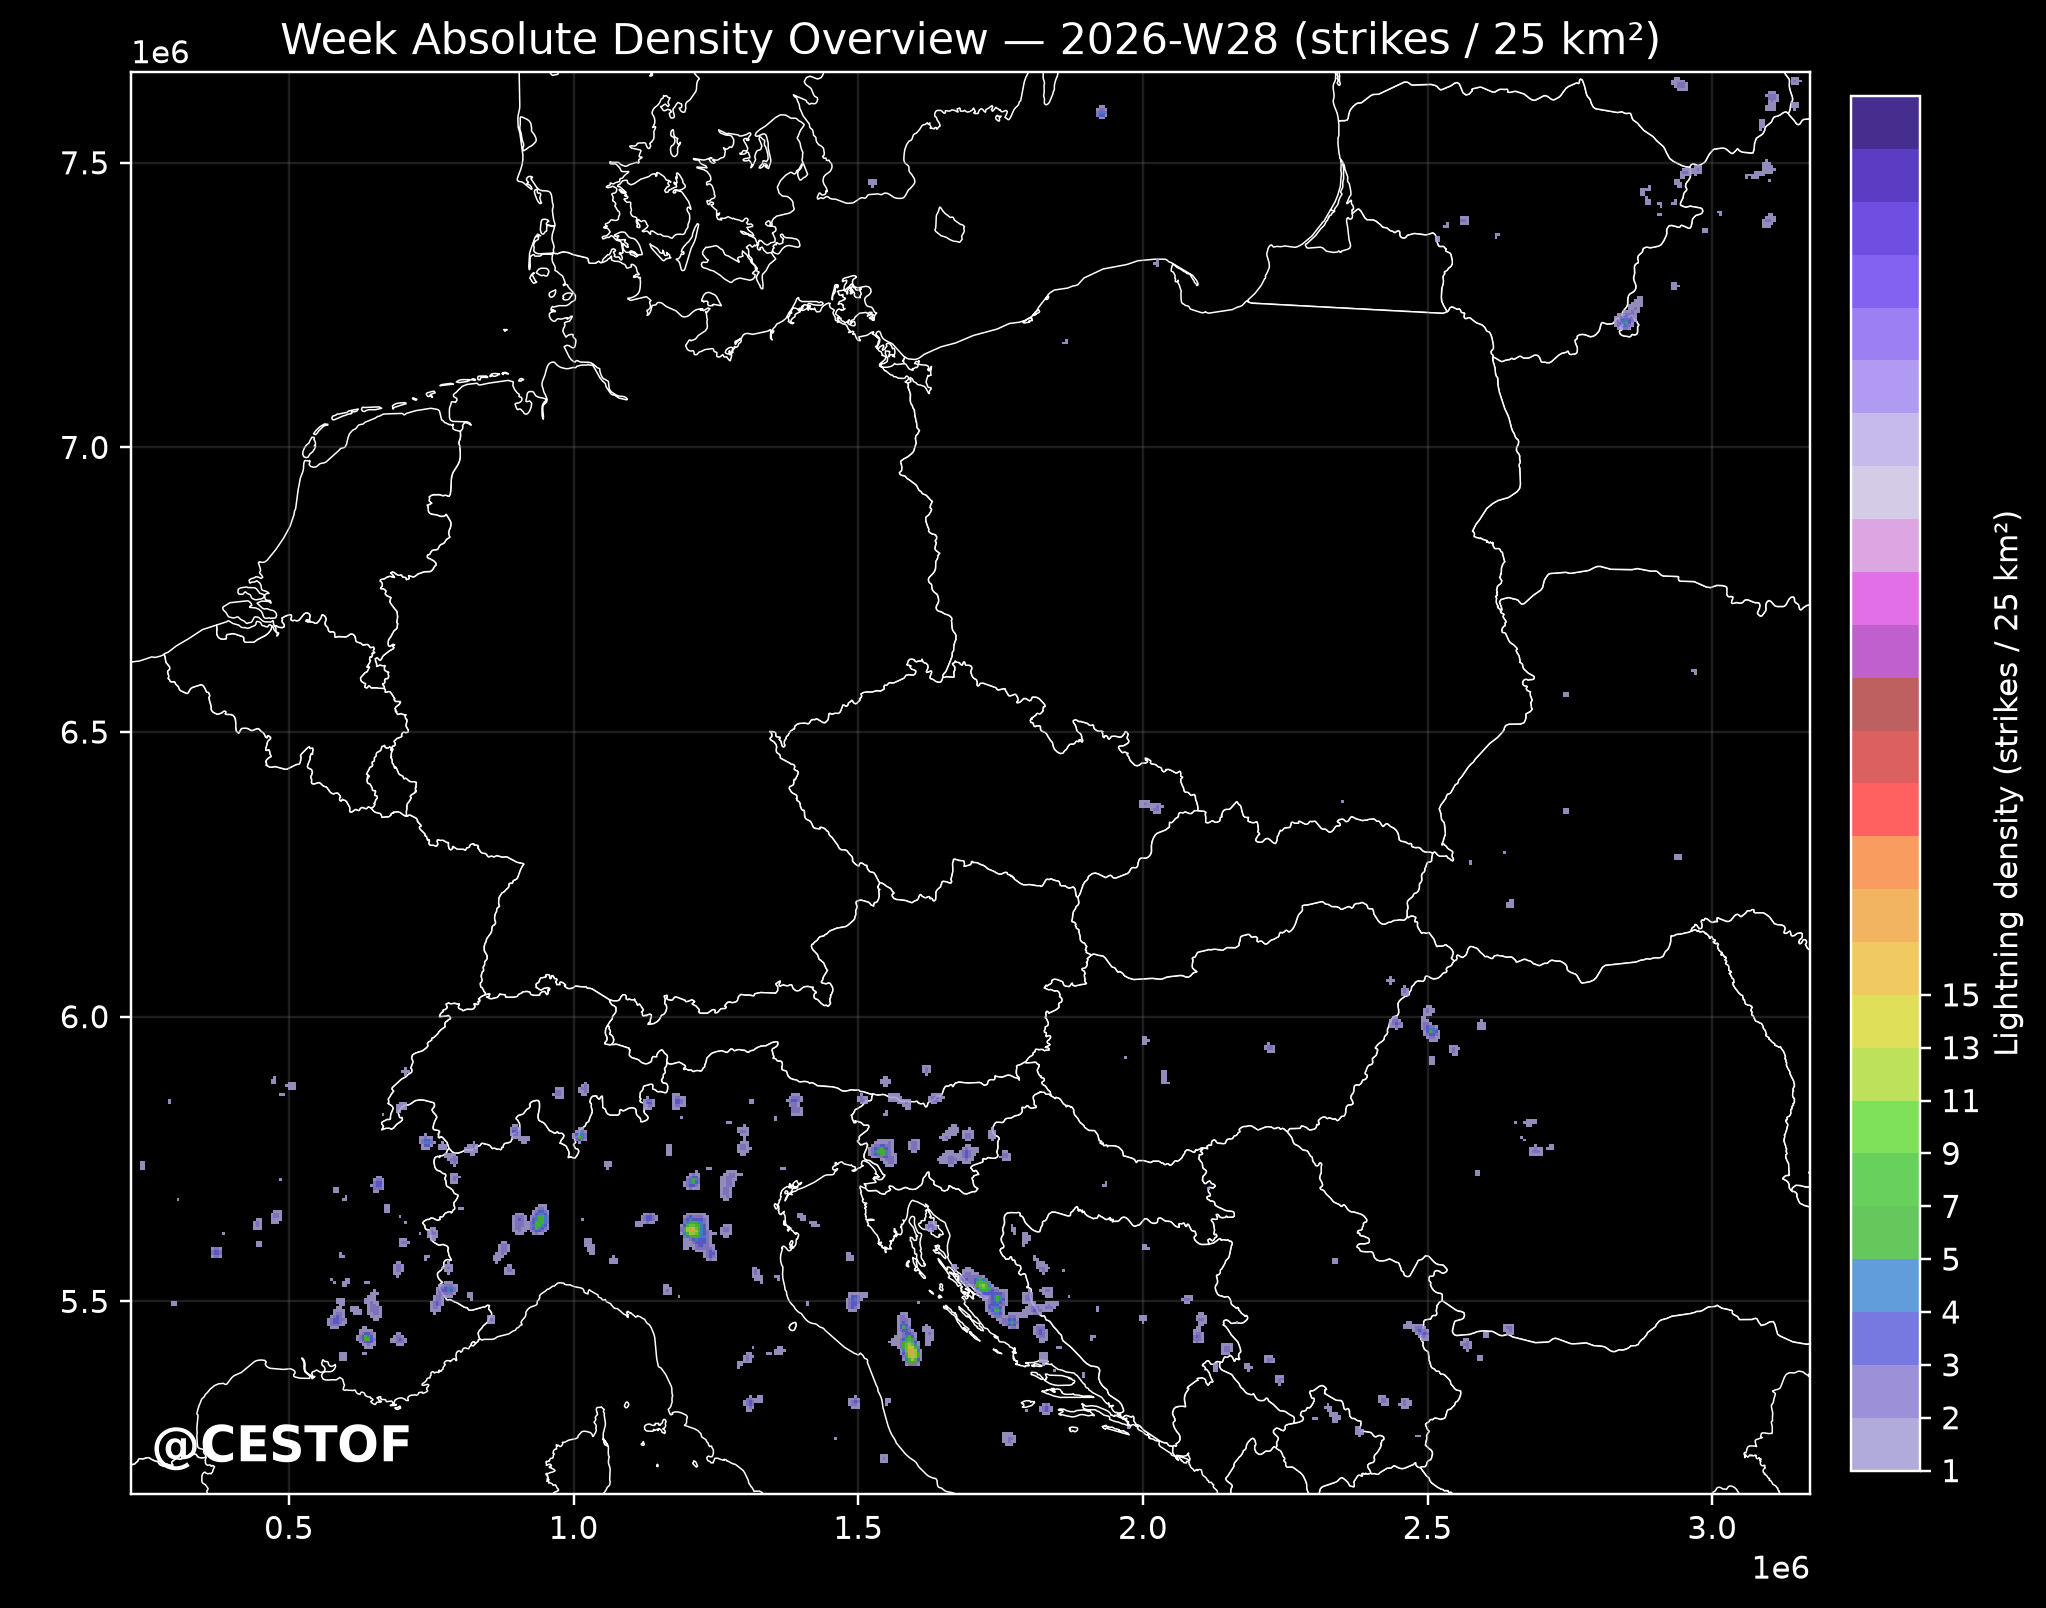 Week Absolute Density Overview — 2026-W28 (strikes / 25 km²)
1e6
7.5
7.0
6.5
6.0
5.5
0.5 1.0 1.5 2.0 2.5 3.0
1e6
@CESTOF
15
13
11
9
7
5
4
3
2
1
Lightning density (strikes / 25 km²)